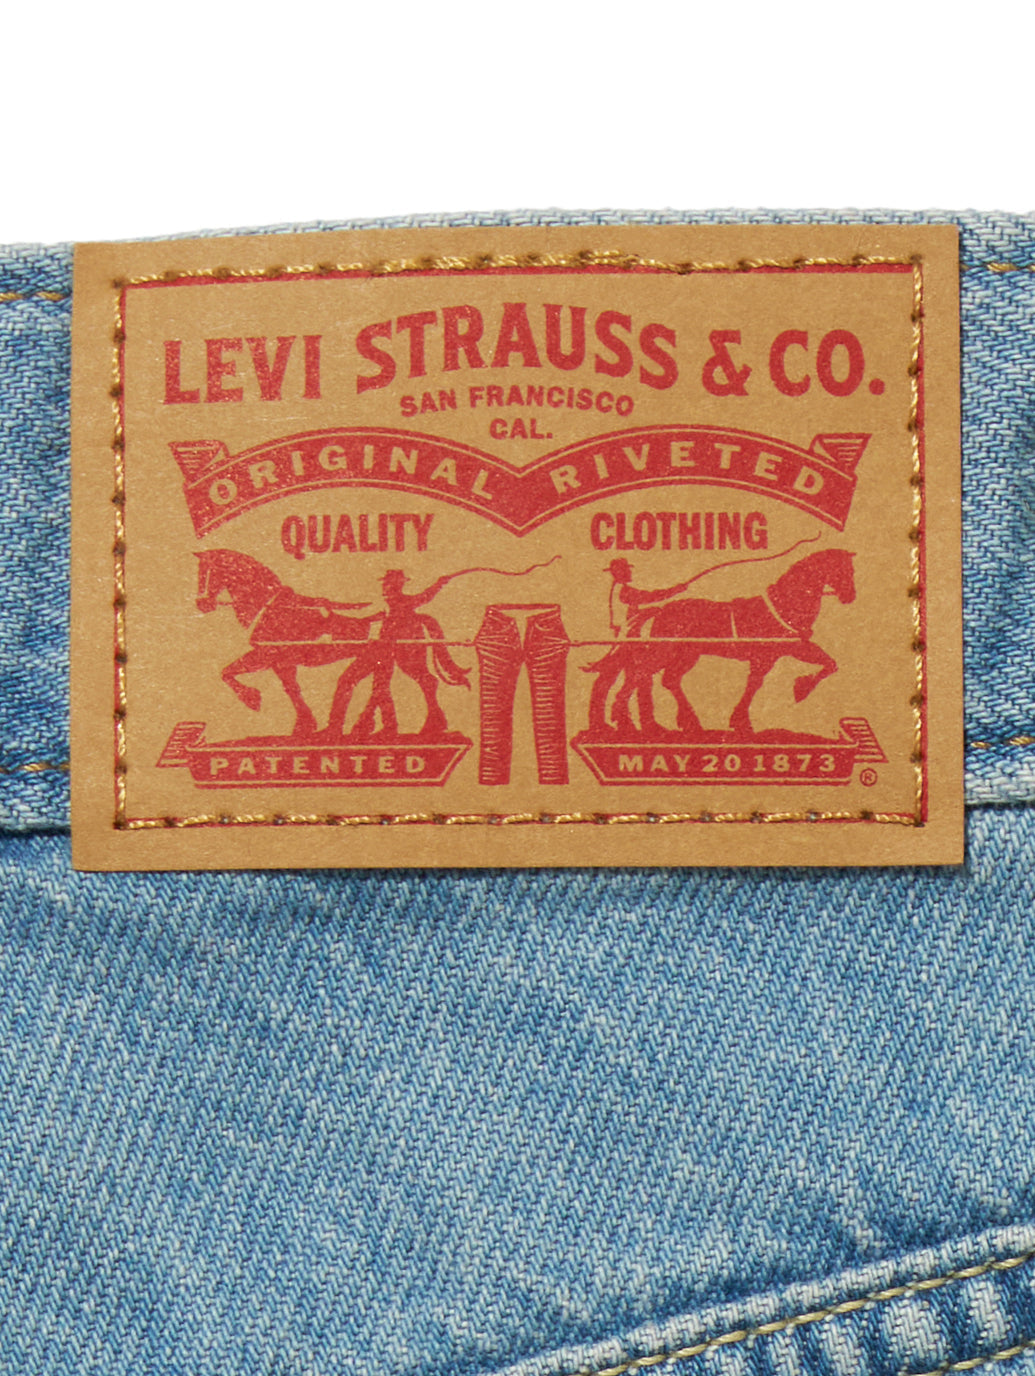 LEVI STRAUSS & CO.
SAN FRANCISCO
CAL.
ORIGINAL RIVETED
QUALITY CLOTHING
PATENTED MAY 20 1873 ®